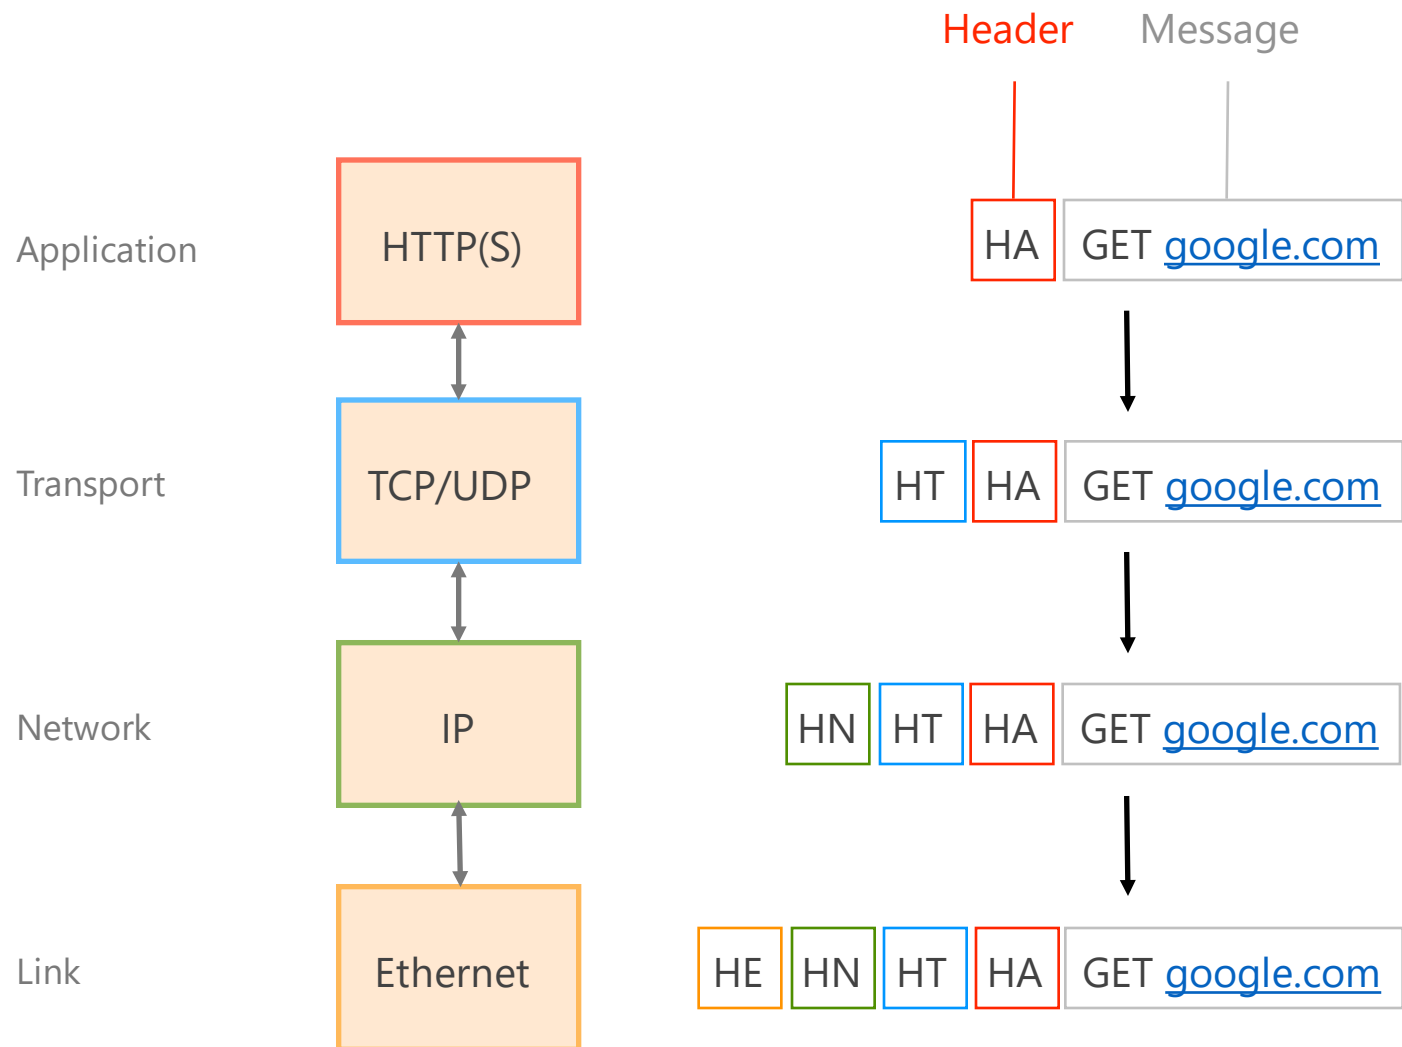 Header Message
Application HTTP(S) HA GET google.com
Transport TCP/UDP HT HA GET google.com
Network IP HN HT HA GET google.com
Link Ethernet HE HN HT HA GET google.com